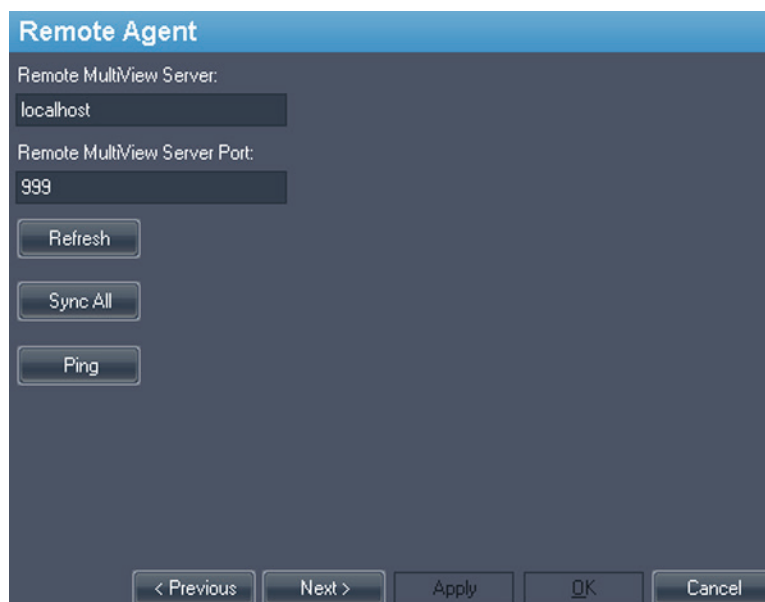 Remote Agent
Remote MultiView Server:
localhost
Remote MultiView Server Port:
999
Refresh
Sync All
Ping
< Previous Next > Apply OK Cancel